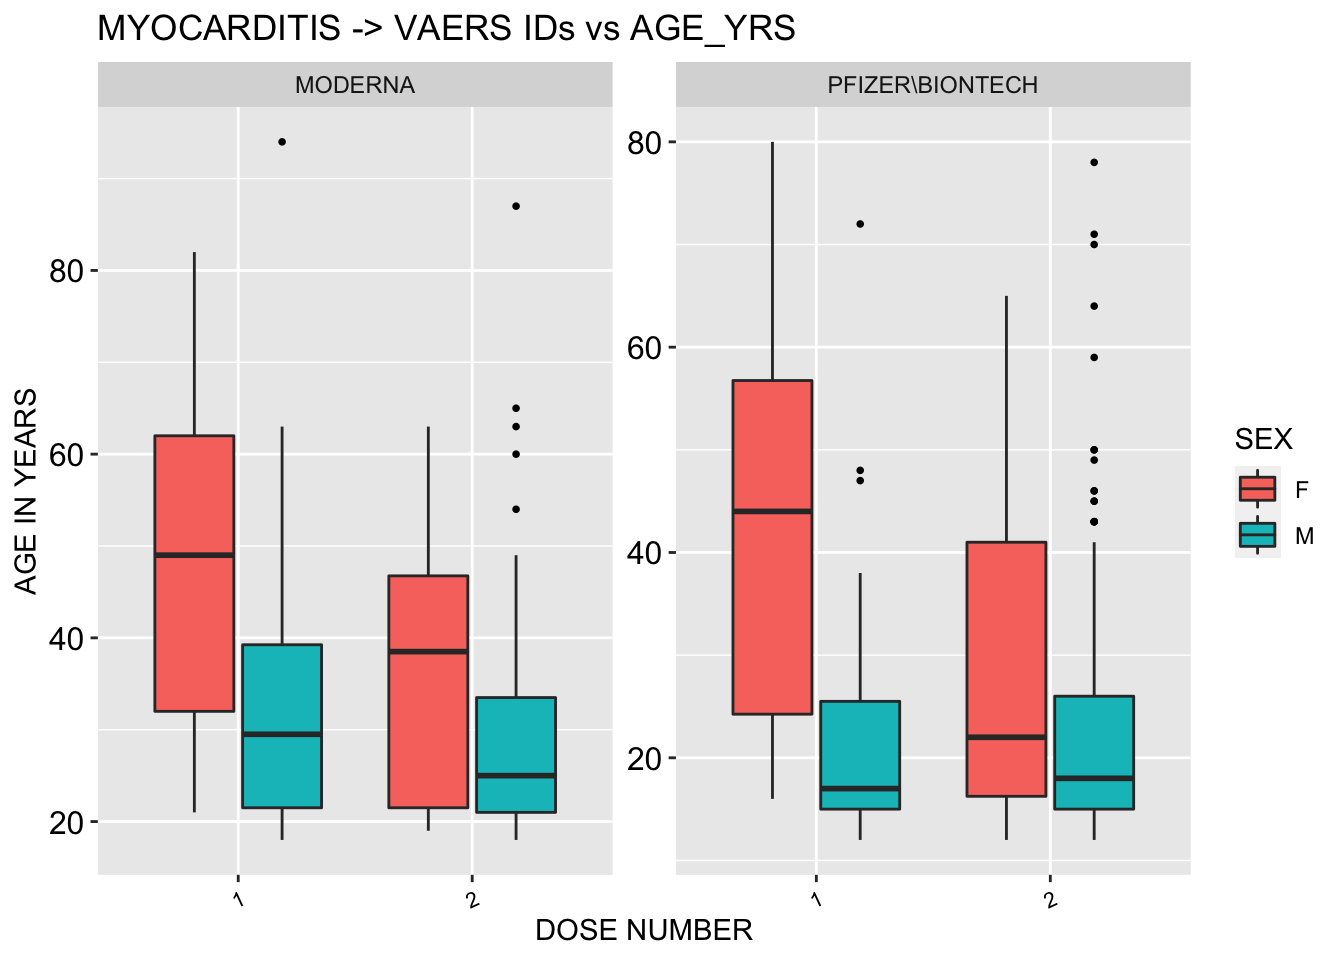 MYOCARDITIS -> VAERS IDs vs AGE_YRS
MODERNA
PFIZER\BIONTECH
AGE IN YEARS
80
60
40
20
80
60
40
20
1
2
1
2
DOSE NUMBER
SEX
F
M